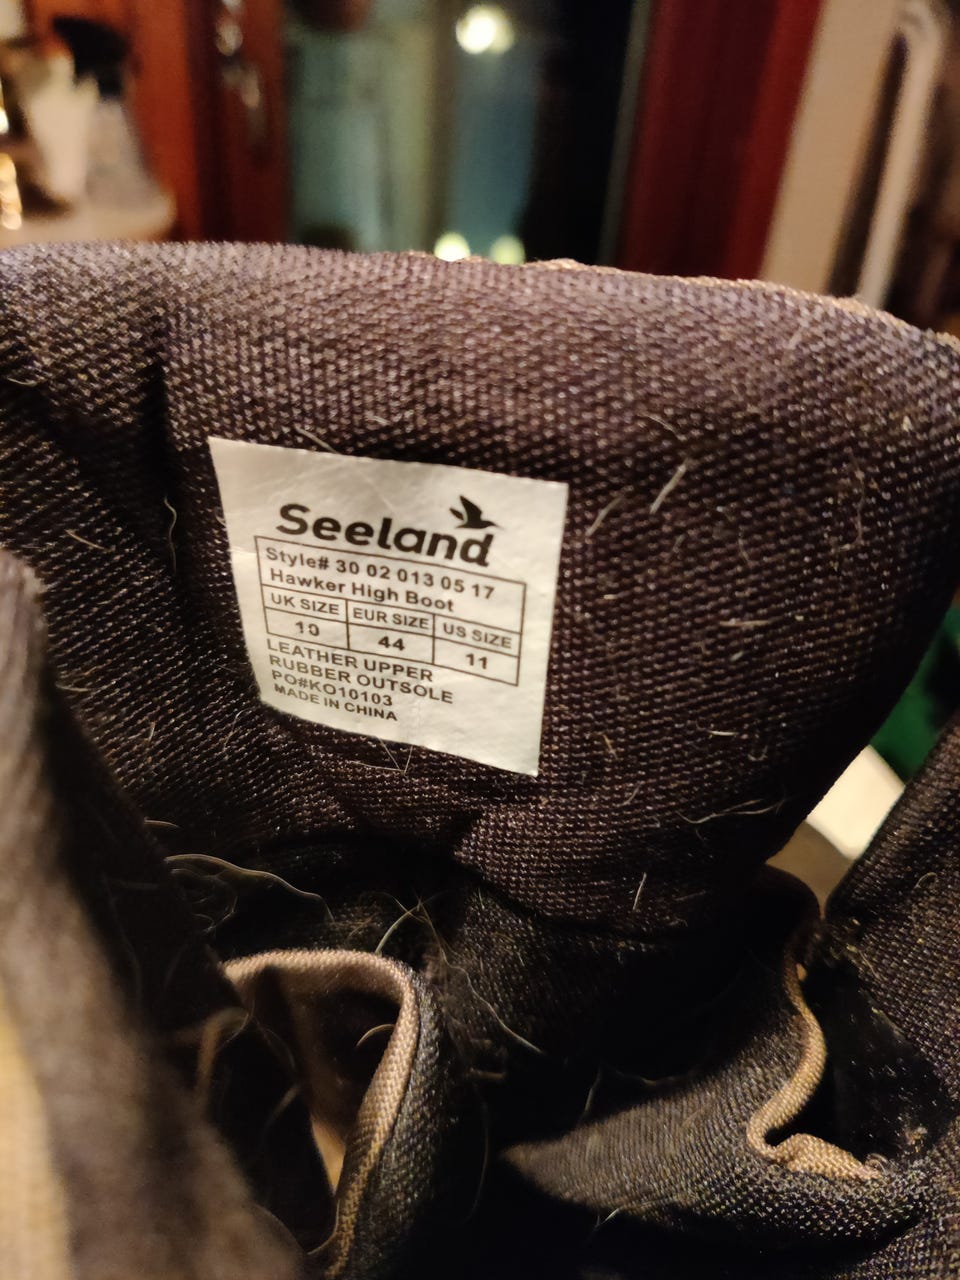 Seeland
Style# 30 02 013 05 17
Hawker High Boot
UK SIZE EUR SIZE US SIZE
10 44 11
LEATHER UPPER
RUBBER OUTSOLE
PO#KO10103
MADE IN CHINA